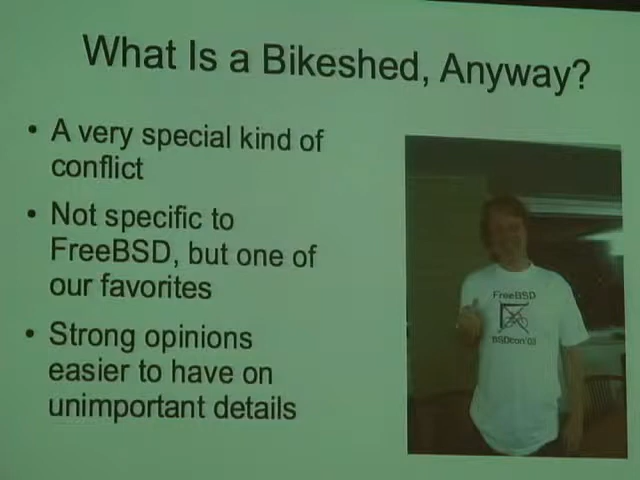 What Is a Bikeshed, Anyway?
• A very special kind of
conflict
• Not specific to
FreeBSD, but one of
our favorites
• Strong opinions
easier to have on
unimportant details
FreeBSD
BSDcon'03